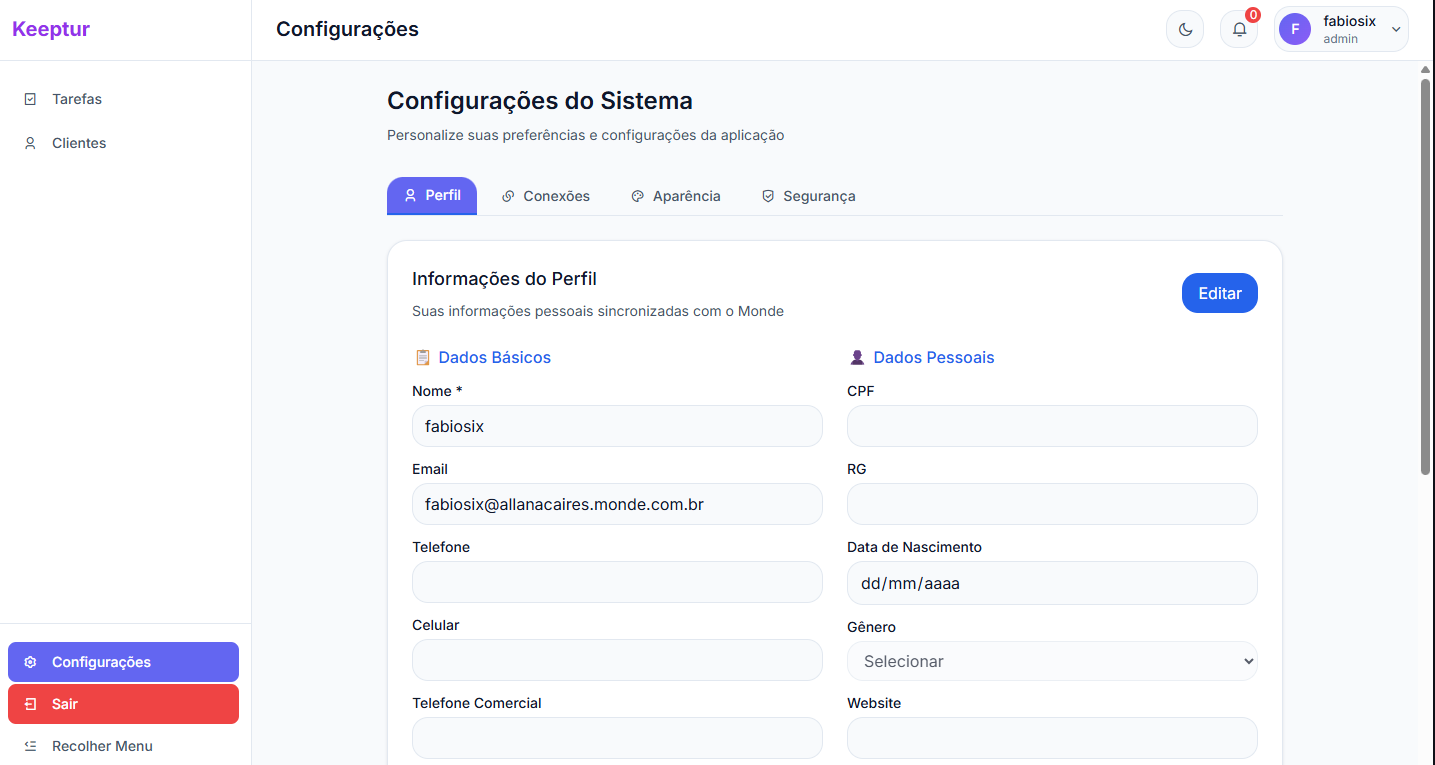 Keeptur
Configurações
0
F
fabiosix
admin
Tarefas
Clientes
Configurações do Sistema
Personalize suas preferências e configurações da aplicação
Perfil
Conexões
Aparência
Segurança
Informações do Perfil
Suas informações pessoais sincronizadas com o Monde
Editar
Dados Básicos
Nome *
fabiosix
Email
fabiosix@allanacaires.monde.com.br
Telefone
Celular
Telefone Comercial
Dados Pessoais
CPF
RG
Data de Nascimento
dd/mm/aaaa
Gênero
Selecionar
Website
Configurações
Sair
Recolher Menu